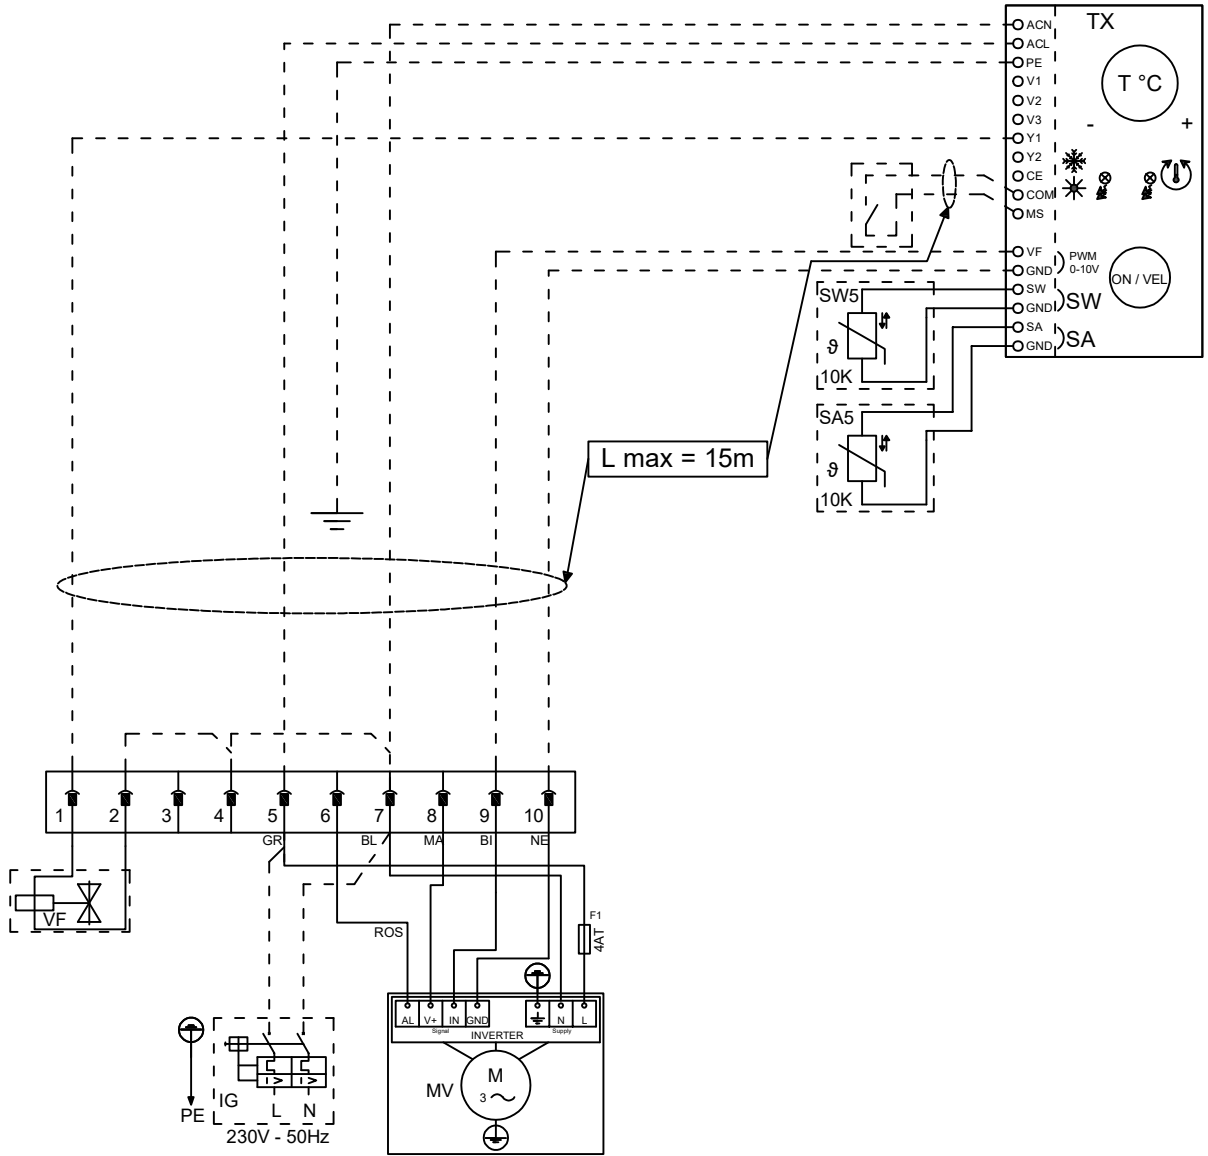 TX
ACN
ACL
PE
V1
V2
V3
Y1
Y2
CE
COM
MS
VF
GND
SW
GND
SA
GND
T °C
- +
PWM
0-10V
ON / VEL
SW
SA
SW5
ϑ
10K
SA5
ϑ
10K
L max = 15m
1 2 3 4 5 6 7 8 9 10
GR BL MA BI NE
VF
ROS
F1
4AT
AL V+ IN GND N L
Signal Supply
INVERTER
MV
M
3
PE
IG
L N
230V - 50Hz